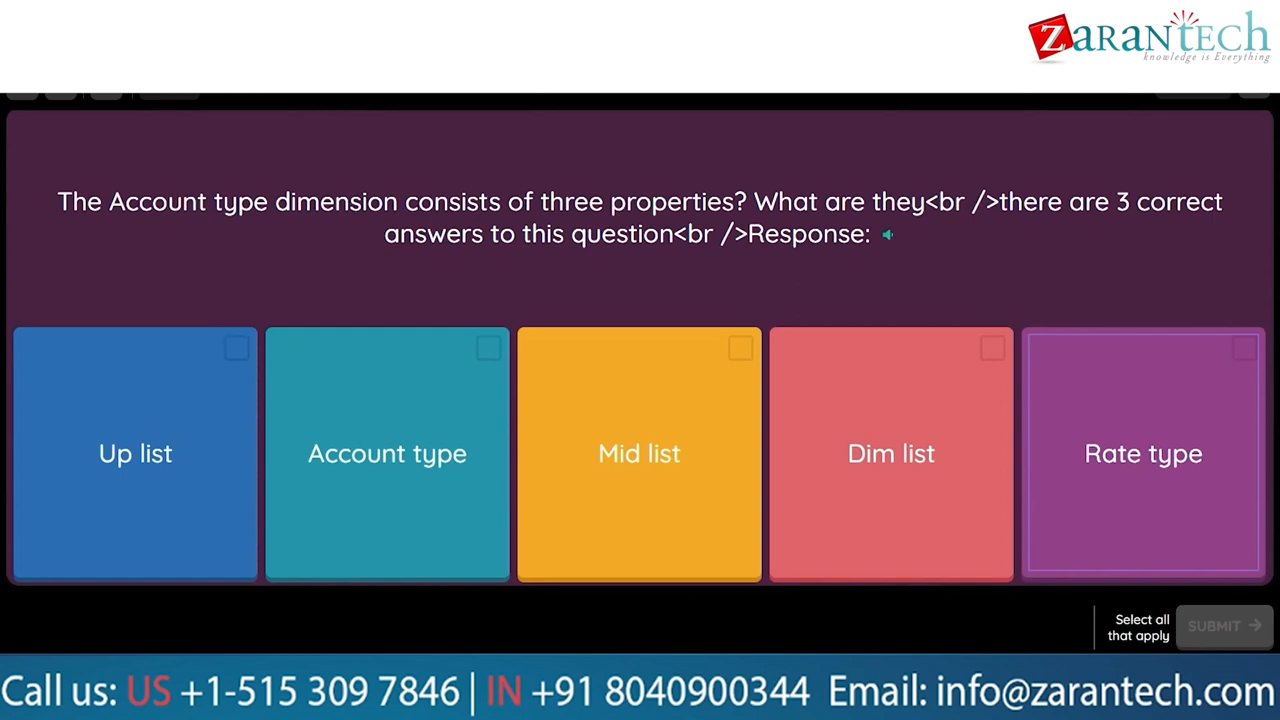 ZARANTECH
knowledge is Everything
The Account type dimension consists of three properties? What are they<br />there are 3 correct
answers to this question<br />Response:
Up list
Account type
Mid list
Dim list
Rate type
Select all
that apply
SUBMIT
Call us: US +1-515 309 7846 | IN +91 8040900344 Email: info@zarantech.com